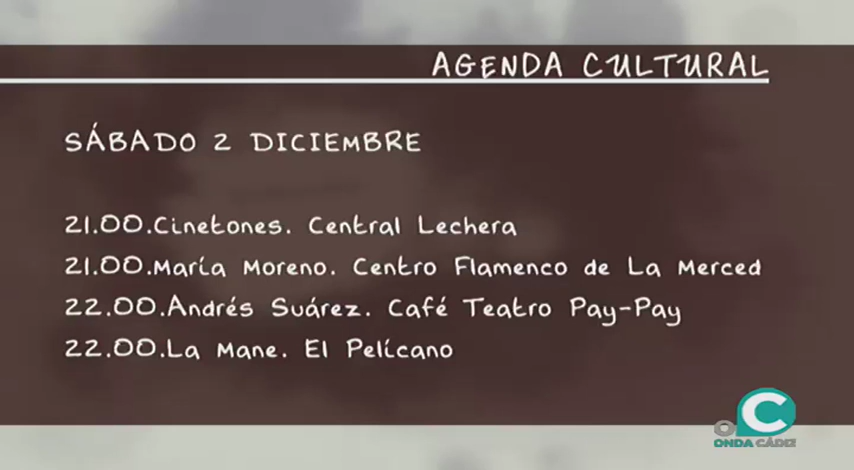 AGENDA CULTURAL
SÁBADO 2 DICIEMBRE
21.00.Cinetones. Central Lechera
21.00.María Moreno. Centro Flamenco de La Merced
22.00.Andrés Suárez. Café Teatro Pay-Pay
22.00.La Mane. El Pelícano
ONDA CÁDIZ